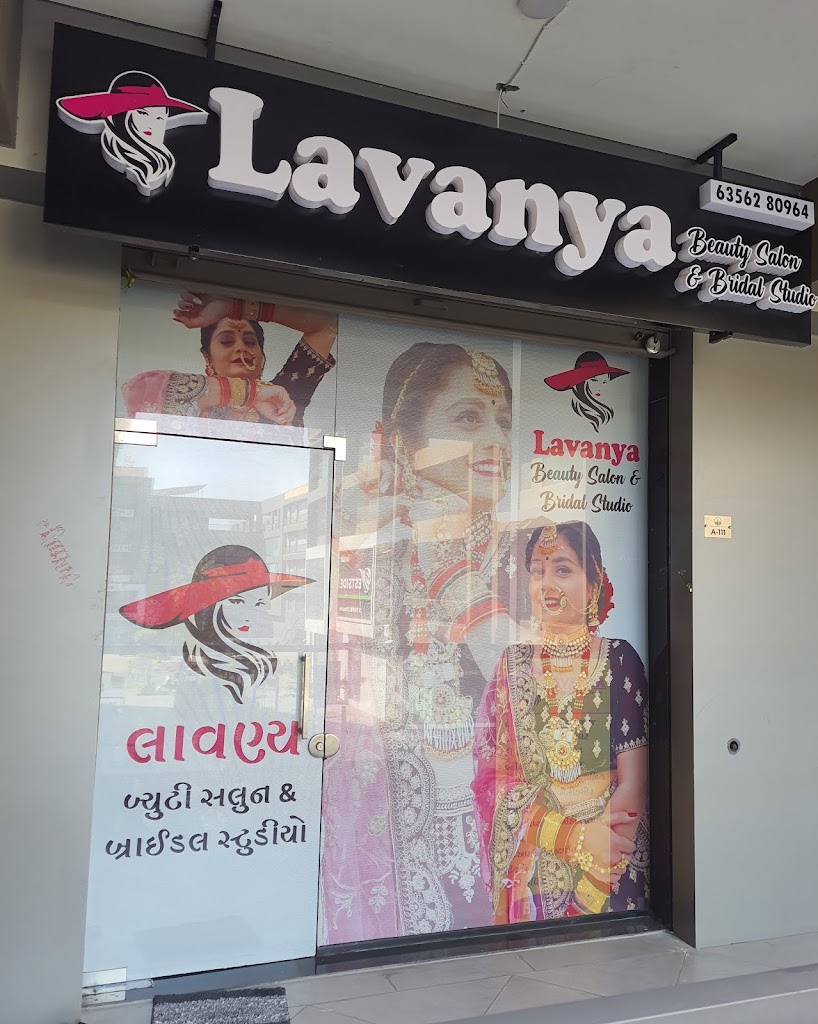 Lavanya
63562 80964
Beauty Salon
& Bridal Studio
Lavanya
Beauty Salon &
Bridal Studio
A-111
લાવણ્ય
બ્યુટી સલુન &
બ્રાઈડલ સ્ટુડીયો